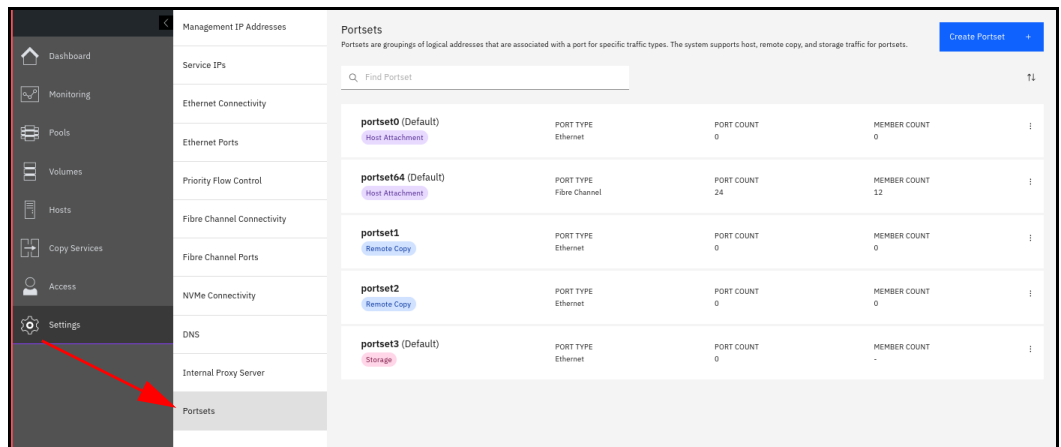 Dashboard
Monitoring
Pools
Volumes
Hosts
Copy Services
Access
Settings
Management IP Addresses
Service IPs
Ethernet Connectivity
Ethernet Ports
Priority Flow Control
Fibre Channel Connectivity
Fibre Channel Ports
NVMe Connectivity
DNS
Internal Proxy Server
Portsets
Portsets
Portsets are groupings of logical addresses that are associated with a port for specific traffic types. The system supports host, remote copy, and storage traffic for portsets.
Create Portset +
Find Portset
portset0 (Default)
Host Attachment
PORT TYPE
Ethernet
PORT COUNT
0
MEMBER COUNT
0
portset64 (Default)
Host Attachment
PORT TYPE
Fibre Channel
PORT COUNT
24
MEMBER COUNT
12
portset1
Remote Copy
PORT TYPE
Ethernet
PORT COUNT
0
MEMBER COUNT
0
portset2
Remote Copy
PORT TYPE
Ethernet
PORT COUNT
0
MEMBER COUNT
0
portset3 (Default)
Storage
PORT TYPE
Ethernet
PORT COUNT
0
MEMBER COUNT
-